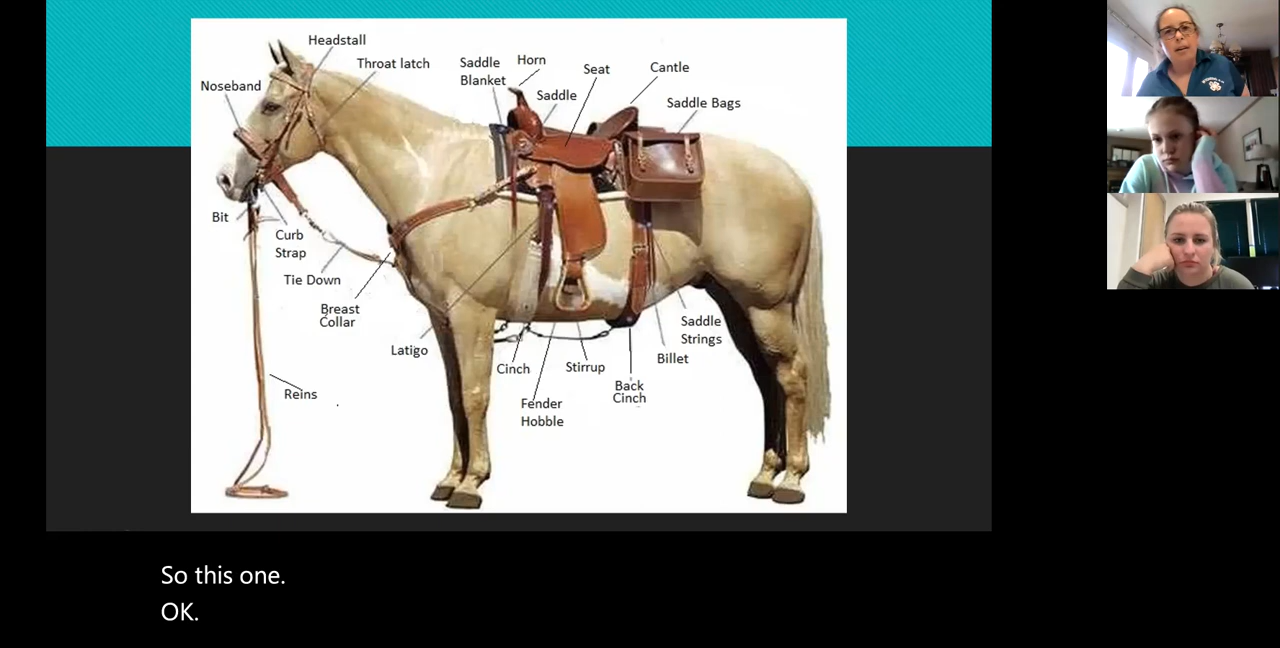 Headstall
Throat latch
Noseband
Saddle
Blanket
Horn
Saddle
Seat
Cantle
Saddle Bags
Bit
Curb
Strap
Tie Down
Breast
Collar
Latigo
Reins
Cinch
Fender
Hobble
Stirrup
Back
Cinch
Billet
Saddle
Strings
So this one.
OK.